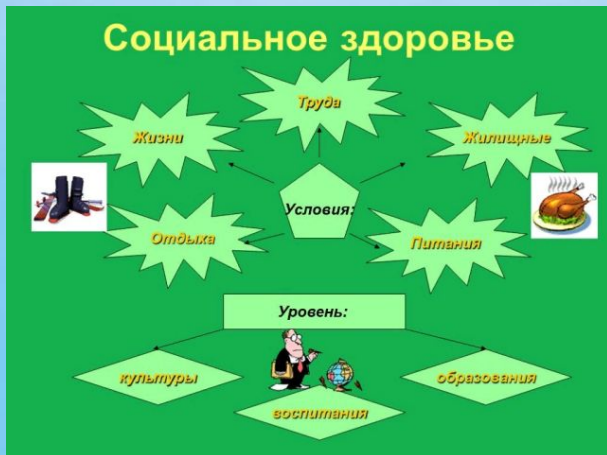 Социальное здоровье
Труда
Жизни
Жилищные
Условия:
Отдыха
Питания
Уровень:
культуры
образования
воспитания